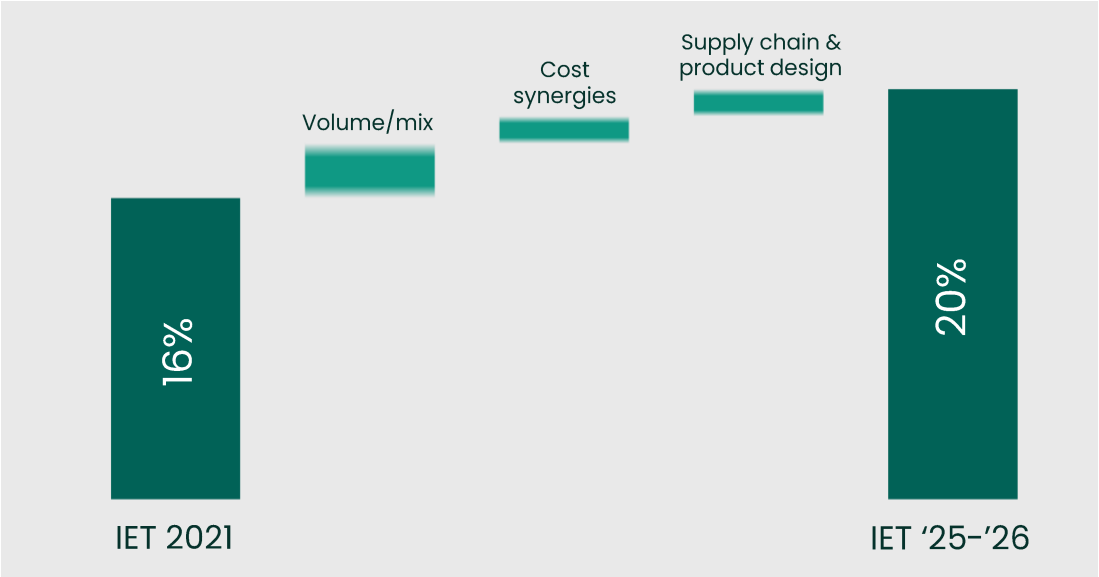 Supply chain &
product design
Cost
synergies
Volume/mix
16%
20%
IET 2021
IET ‘25-’26